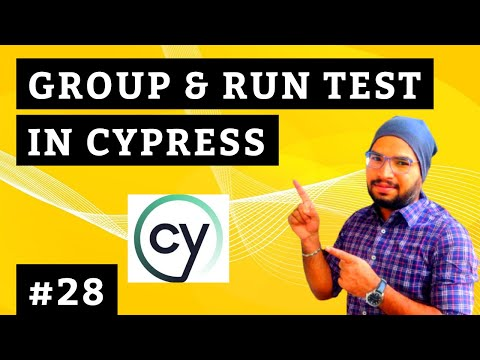 GROUP & RUN TEST
IN CYPRESS
cy
#28